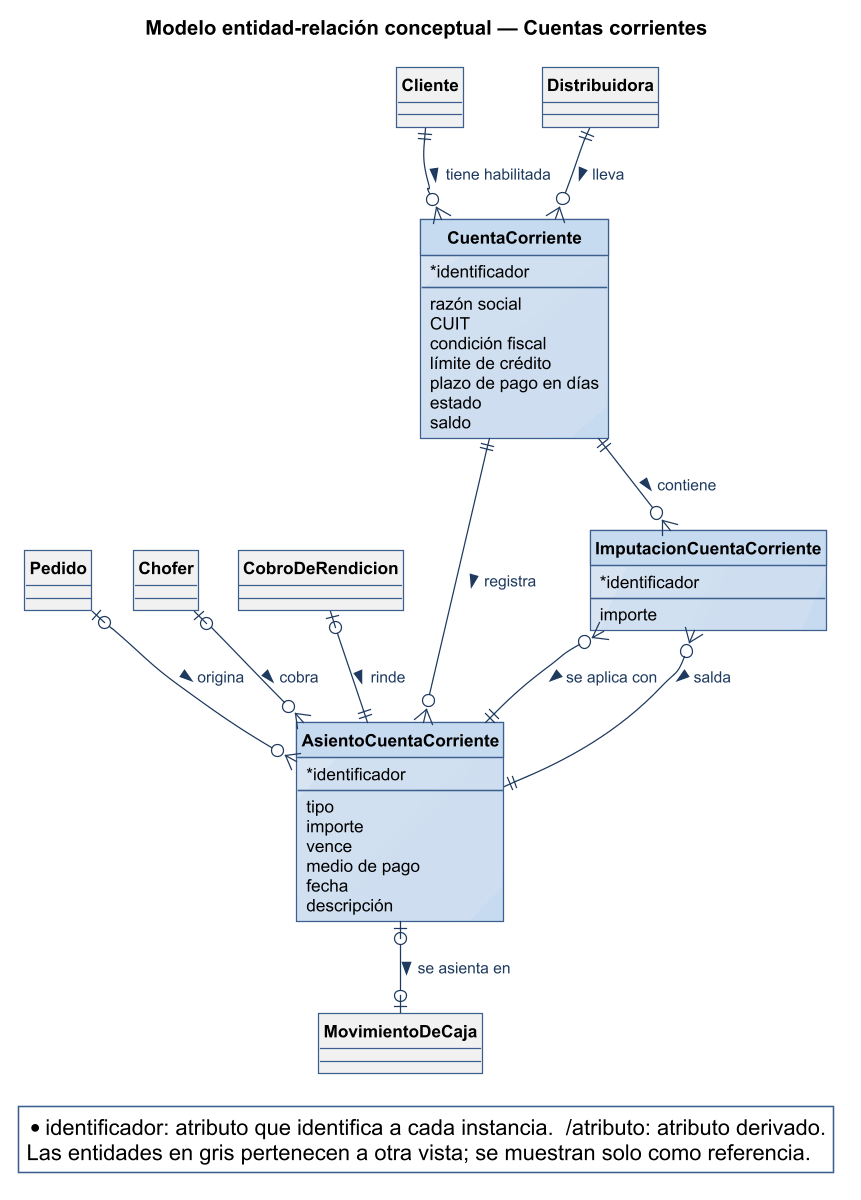 Modelo entidad-relación conceptual — Cuentas corrientes
Cliente
Distribuidora
tiene habilitada
lleva
CuentaCorriente
*identificador
razón social
CUIT
condición fiscal
límite de crédito
plazo de pago en días
estado
saldo
contiene
ImputacionCuentaCorriente
*identificador
importe
Pedido
Chofer
CobroDeRendicion
registra
origina
cobra
rinde
se aplica con
salda
AsientoCuentaCorriente
*identificador
tipo
importe
vence
medio de pago
fecha
descripción
se asienta en
MovimientoDeCaja
• identificador: atributo que identifica a cada instancia.  /atributo: atributo derivado.
Las entidades en gris pertenecen a otra vista; se muestran solo como referencia.